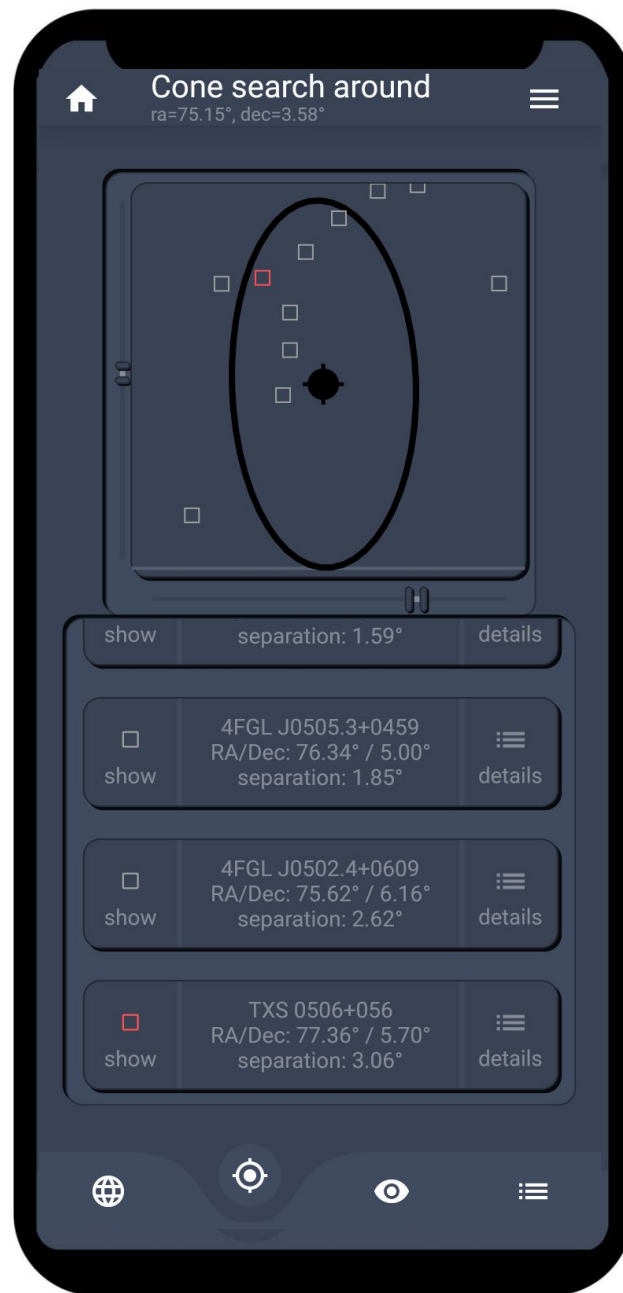 Cone search around
ra=75.15°, dec=3.58°
show
separation: 1.59°
details
4FGL J0505.3+0459
RA/Dec: 76.34° / 5.00°
show
separation: 1.85°
details
4FGL J0502.4+0609
RA/Dec: 75.62° / 6.16°
show
separation: 2.62°
details
TXS 0506+056
RA/Dec: 77.36° / 5.70°
show
separation: 3.06°
details